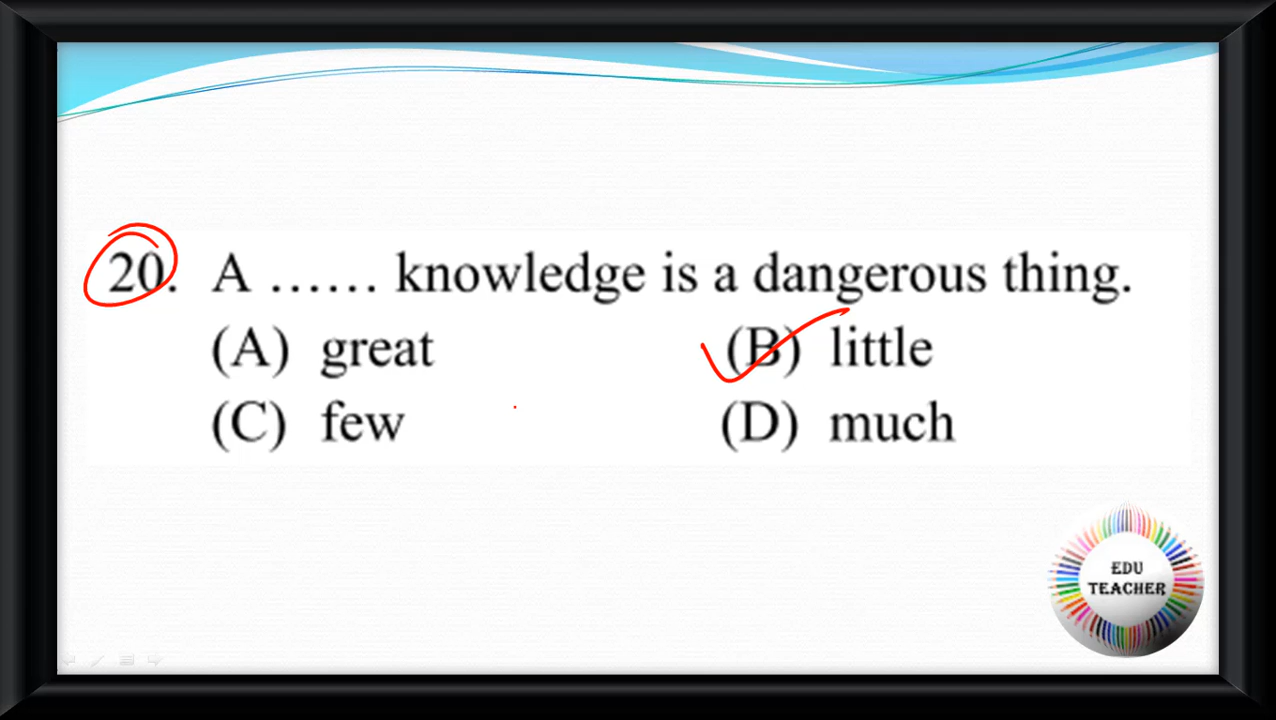 20. A ...... knowledge is a dangerous thing.
(A) great (B) little
(C) few (D) much
EDU
TEACHER